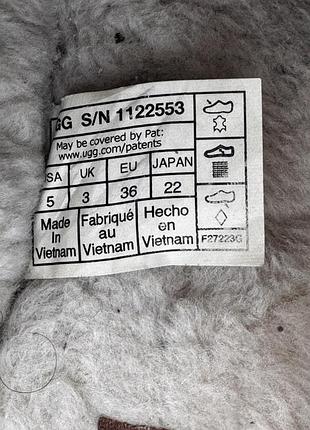 GG S/N 1122553
May be covered by Pat:
www.ugg.com/patents
SA UK EU JAPAN
5 3 36 22
Made in Vietnam
Fabriqué au Vietnam
Hecho en Vietnam
F27223G